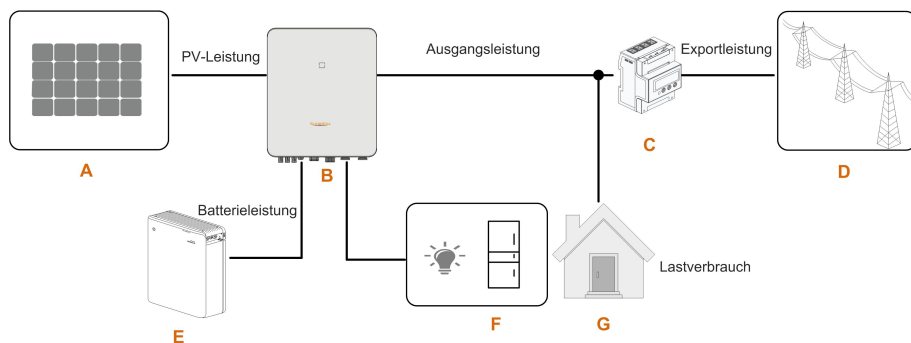 PV-Leistung
Ausgangsleistung
Exportleistung
A
B
C
D
Batterieleistung
Lastverbrauch
E
F
G